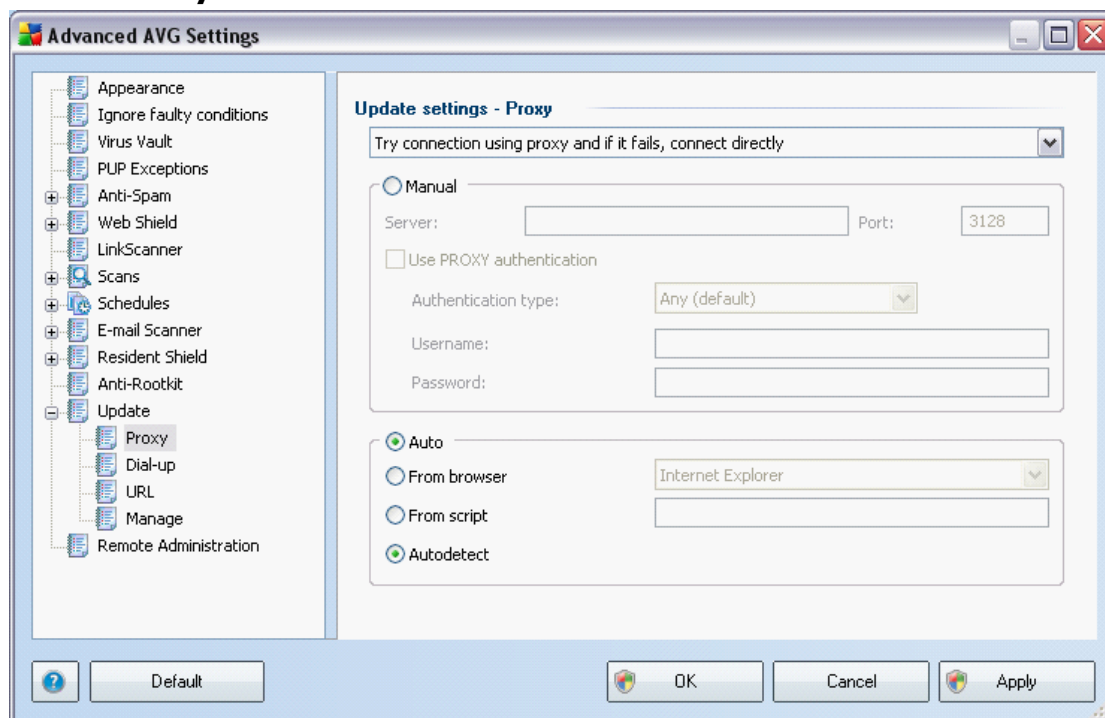 Advanced AVG Settings
Appearance
Ignore faulty conditions
Virus Vault
PUP Exceptions
Anti-Spam
Web Shield
LinkScanner
Scans
Schedules
E-mail Scanner
Resident Shield
Anti-Rootkit
Update
Proxy
Dial-up
URL
Manage
Remote Administration
Update settings - Proxy
Try connection using proxy and if it fails, connect directly
Manual
Server: Port: 3128
Use PROXY authentication
Authentication type: Any (default)
Username:
Password:
Auto
From browser Internet Explorer
From script
Autodetect
? Default OK Cancel Apply